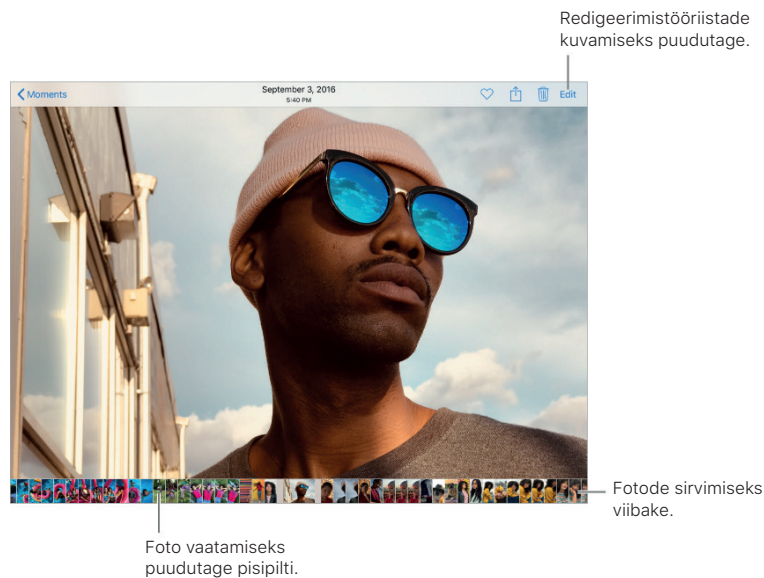 Redigeerimistööriistade
kuvamiseks puudutage.
Moments
September 3, 2016
5:40 PM
Edit
Fotode sirvimiseks
viibake.
Foto vaatamiseks
puudutage pisipilti.